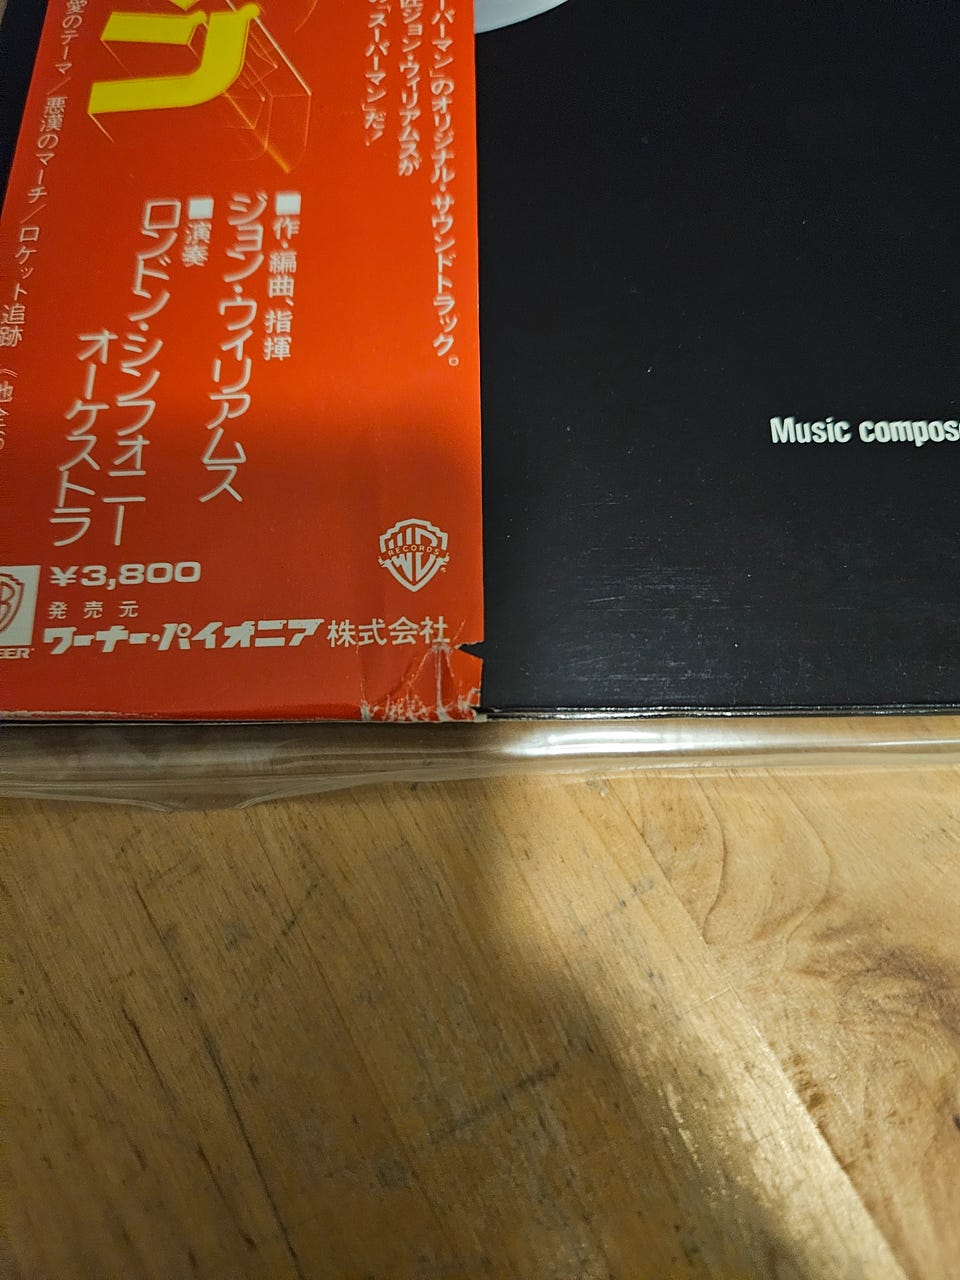 ーパーマン」のオリジナル・サウンドトラック。
匠ジョン・ウィリアムスが
“スーパーマン”だ!
ン
■作・編曲、指揮
ジョン・ウィリアムス
■演奏
ロンドン・シンフォニー
オーケストラ
愛のテーマ/悪漢のマーチ/ロケット追跡
RECORDS
¥3,800
発売元
ワーナー・パイオニア株式会社
Music compos